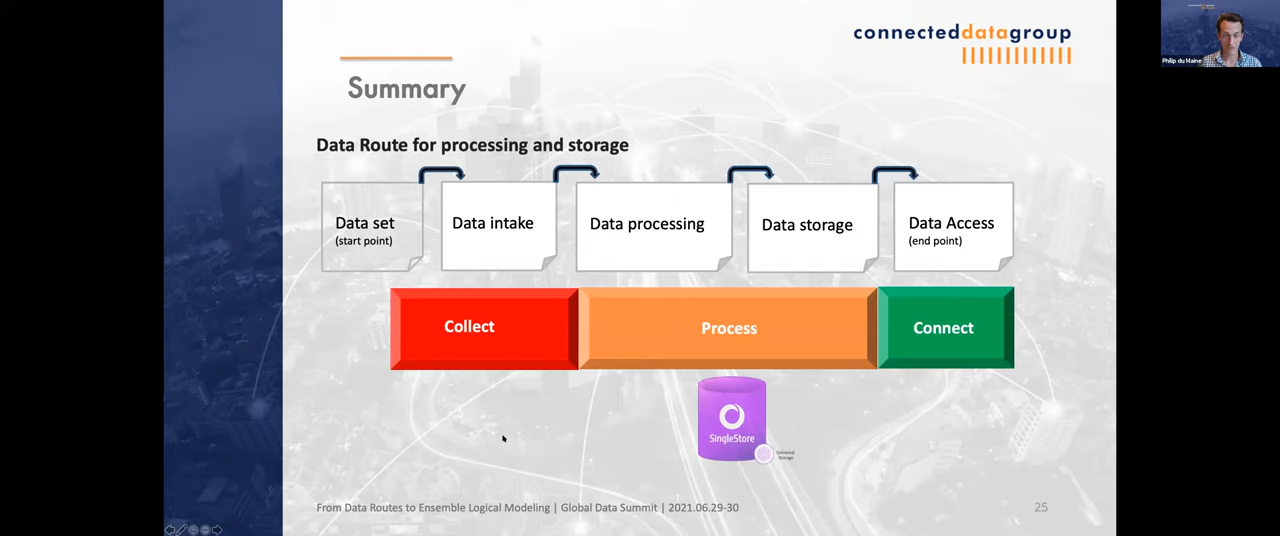 connecteddatagroup
Philip du Maine
Summary
Data Route for processing and storage
Data set
(start point)
Data intake
Data processing
Data storage
Data Access
(end point)
Collect
Process
Connect
SingleStore
Universal
Storage
From Data Routes to Ensemble Logical Modeling | Global Data Summit | 2021.06.29-30
25